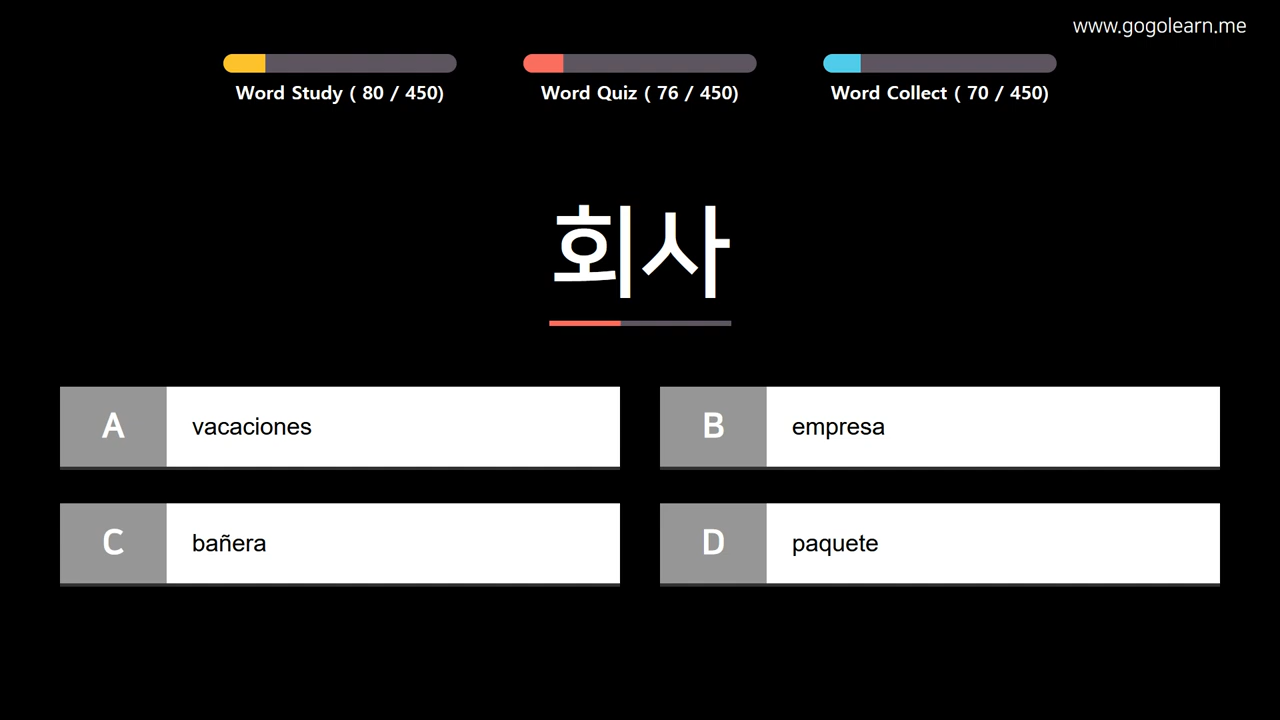 www.gogolearn.me
Word Study ( 80 / 450)
Word Quiz ( 76 / 450)
Word Collect ( 70 / 450)
회사
A
vacaciones
B
empresa
C
bañera
D
paquete